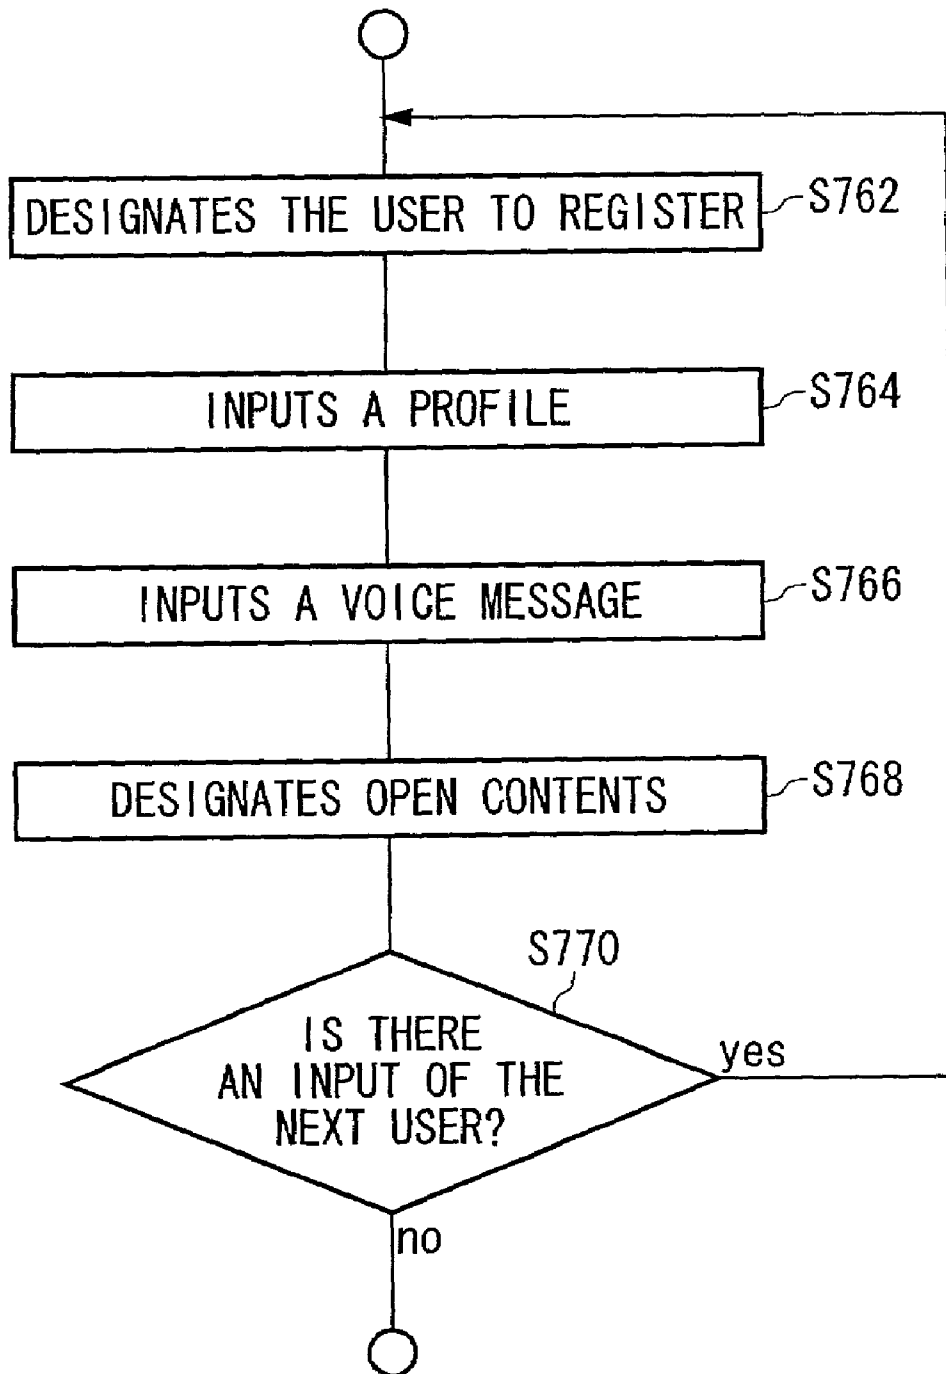 DESIGNATES THE USER TO REGISTER
S762
INPUTS A PROFILE
S764
INPUTS A VOICE MESSAGE
S766
DESIGNATES OPEN CONTENTS
S768
S770
IS THERE
AN INPUT OF THE
NEXT USER?
yes
no